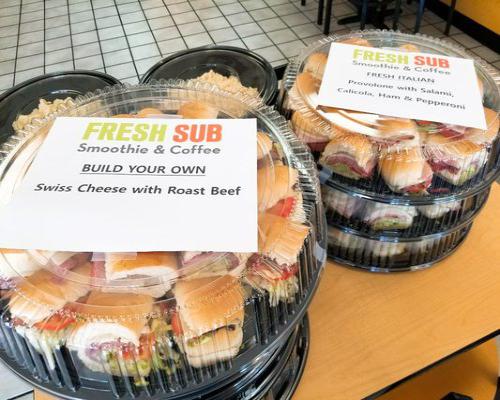 FRESH SUB
Smoothie & Coffee
BUILD YOUR OWN
Swiss Cheese with Roast Beef
FRESH SUB
Smoothie & Coffee
FRESH ITALIAN
Provolone with Salami,
Calicola, Ham & Pepperoni